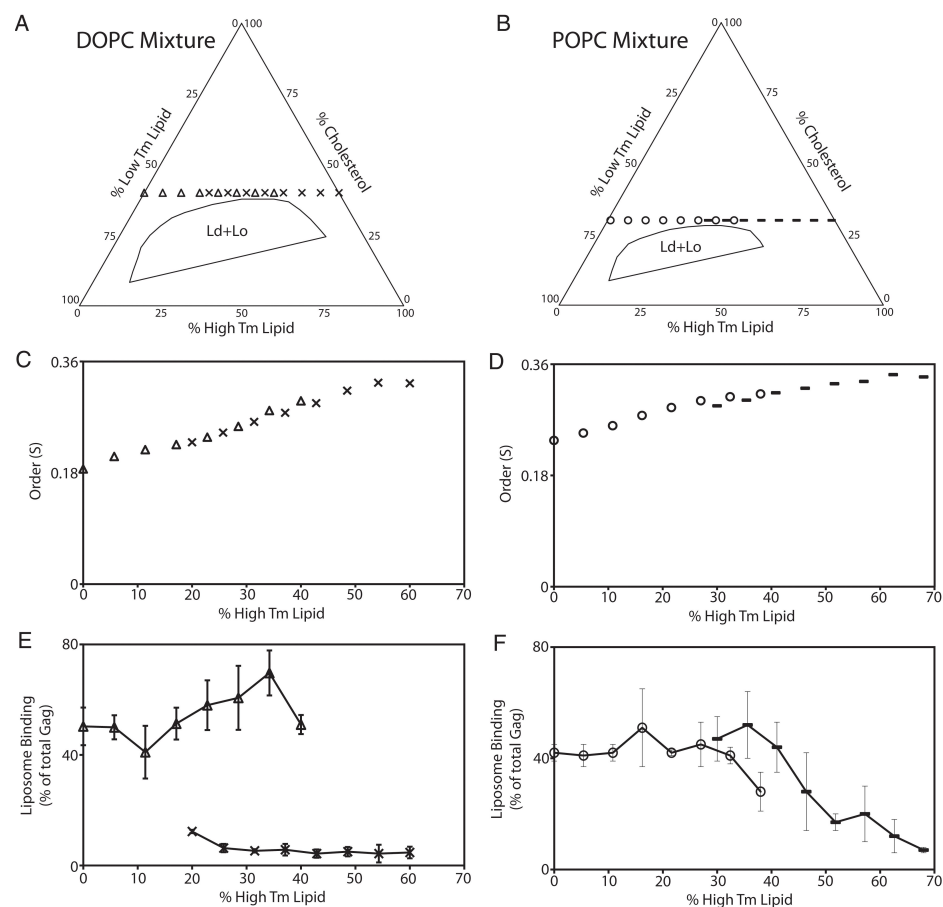 A
DOPC Mixture
0 100
25
75
% Low Tm Lipid
% Cholesterol
50
50
75
25
Ld+Lo
100
0
0
25
50
75
100
% High Tm Lipid
B
POPC Mixture
0 100
25
75
% Low Tm Lipid
% Cholesterol
50
50
75
25
Ld+Lo
100
0
0
25
50
75
100
% High Tm Lipid
C
0.36
0.18
0
Order (S)
0 10 20 30 40 50 60 70
% High Tm Lipid
D
0.36
0.18
0
Order (S)
0 10 20 30 40 50 60 70
% High Tm Lipid
E
80
40
0
Liposome Binding
(% of total Gag)
0 10 20 30 40 50 60 70
% High Tm Lipid
F
80
40
0
Liposome Binding
(% of total Gag)
0 10 20 30 40 50 60 70
% High Tm Lipid